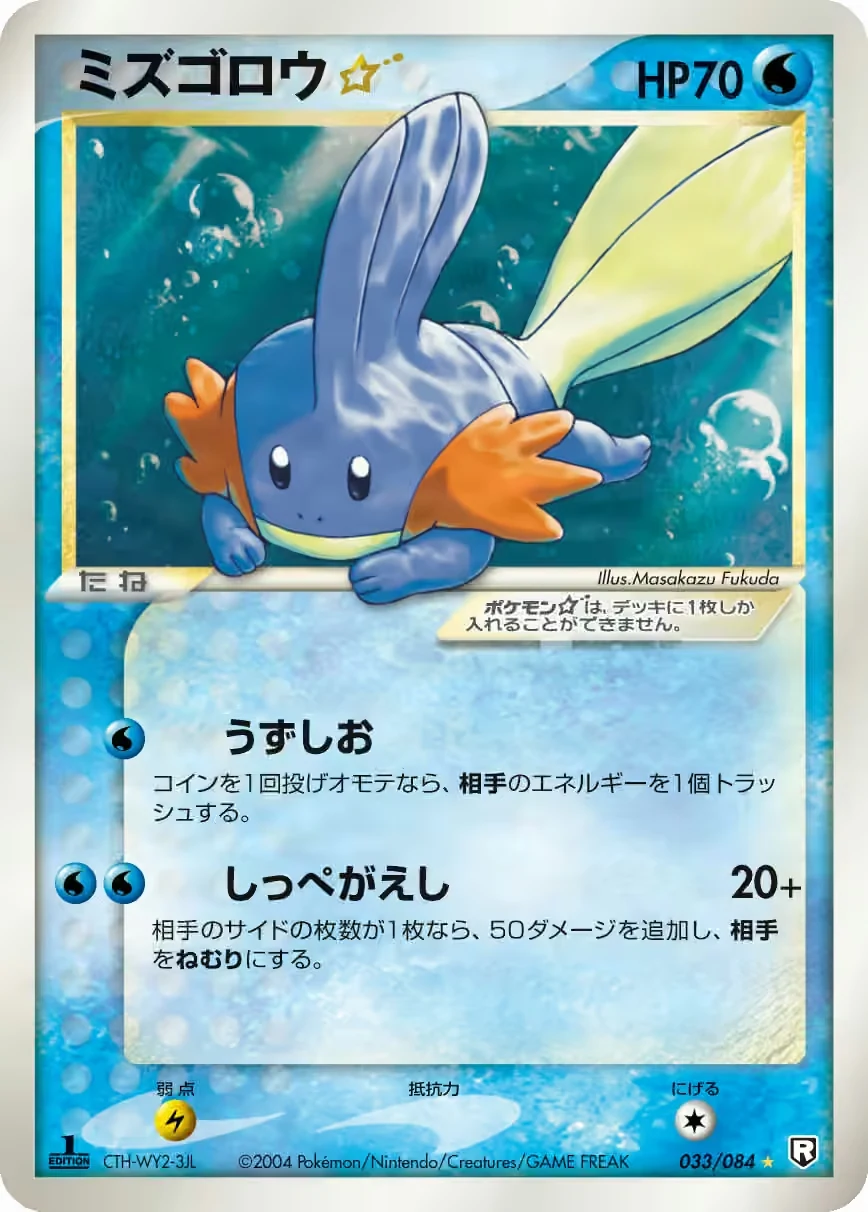 ミズゴロウ☆ HP70
たね
Illus.Masakazu Fukuda
ポケモン☆は、デッキに1枚しか
入れることができません。
うずしお
コインを1回投げオモテなら、相手のエネルギーを1個トラッ
シュする。
しっぺがえし 20+
相手のサイドの枚数が1枚なら、50ダメージを追加し、相手
をねむりにする。
弱点 抵抗力 にげる
1 EDITION CTH-WY2-3JL ©2004 Pokémon/Nintendo/Creatures/GAME FREAK 033/084 ★ R